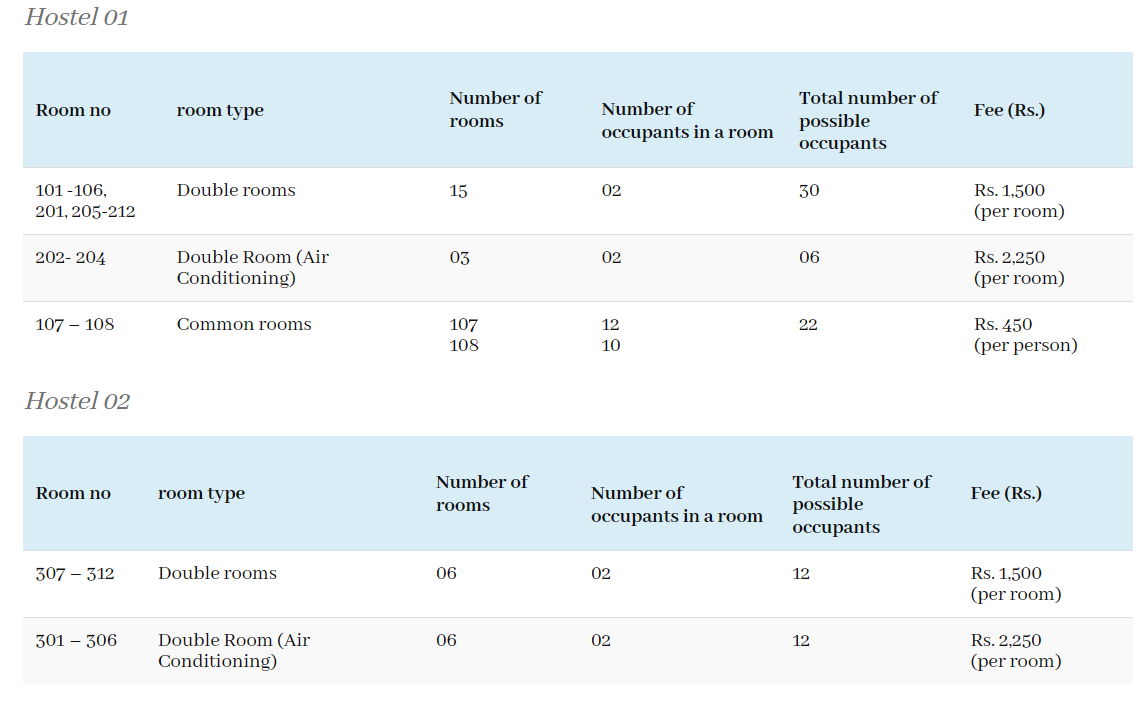 Hostel 01
Room no
room type
Number of
rooms
Number of
occupants in a room
Total number of
possible
occupants
Fee (Rs.)
101 -106,
201, 205-212
Double rooms
15
02
30
Rs. 1,500
(per room)
202- 204
Double Room (Air
Conditioning)
03
02
06
Rs. 2,250
(per room)
107 – 108
Common rooms
107
108
12
10
22
Rs. 450
(per person)
Hostel 02
Room no
room type
Number of
rooms
Number of
occupants in a room
Total number of
possible
occupants
Fee (Rs.)
307 – 312
Double rooms
06
02
12
Rs. 1,500
(per room)
301 – 306
Double Room (Air
Conditioning)
06
02
12
Rs. 2,250
(per room)